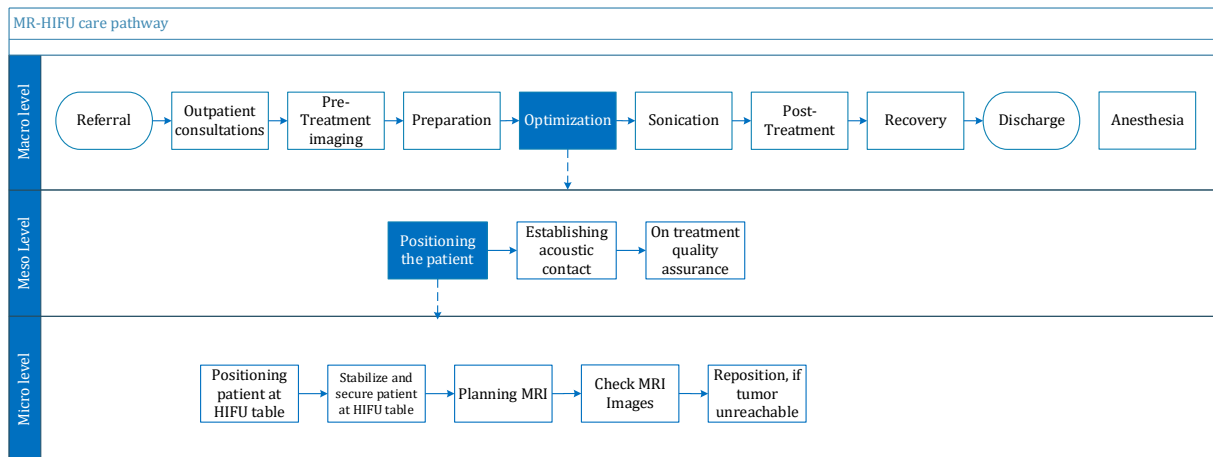 MR-HIFU care pathway
Macro level
Referral
Outpatient
consultations
Pre-
Treatment
imaging
Preparation
Optimization
Sonication
Post-
Treatment
Recovery
Discharge
Anesthesia
Meso Level
Positioning
the patient
Establishing
acoustic
contact
On treatment
quality
assurance
Micro level
Positioning
patient at
HIFU table
Stabilize and
secure patient
at HIFU table
Planning MRI
Check MRI
Images
Reposition, if
tumor
unreachable